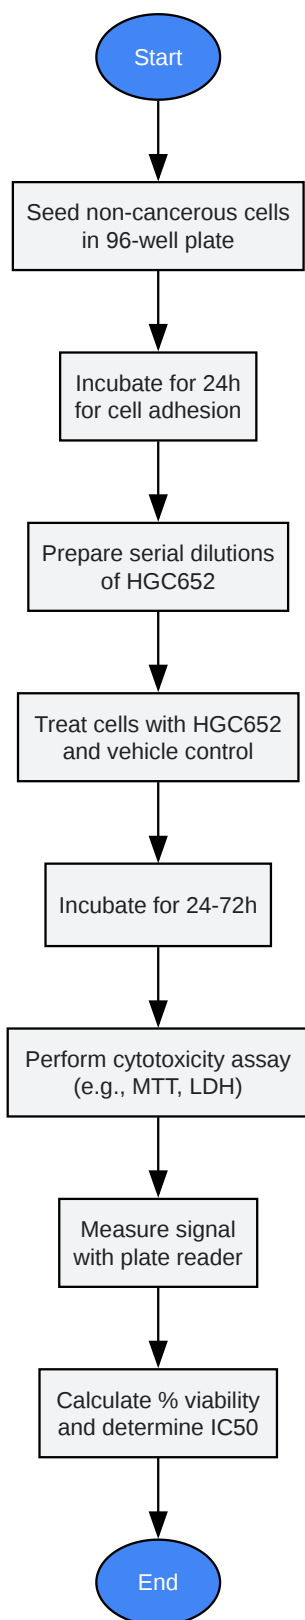 Start
Seed non-cancerous cells
in 96-well plate
Incubate for 24h
for cell adhesion
Prepare serial dilutions
of HGC652
Treat cells with HGC652
and vehicle control
Incubate for 24-72h
Perform cytotoxicity assay
(e.g., MTT, LDH)
Measure signal
with plate reader
Calculate % viability
and determine IC50
End